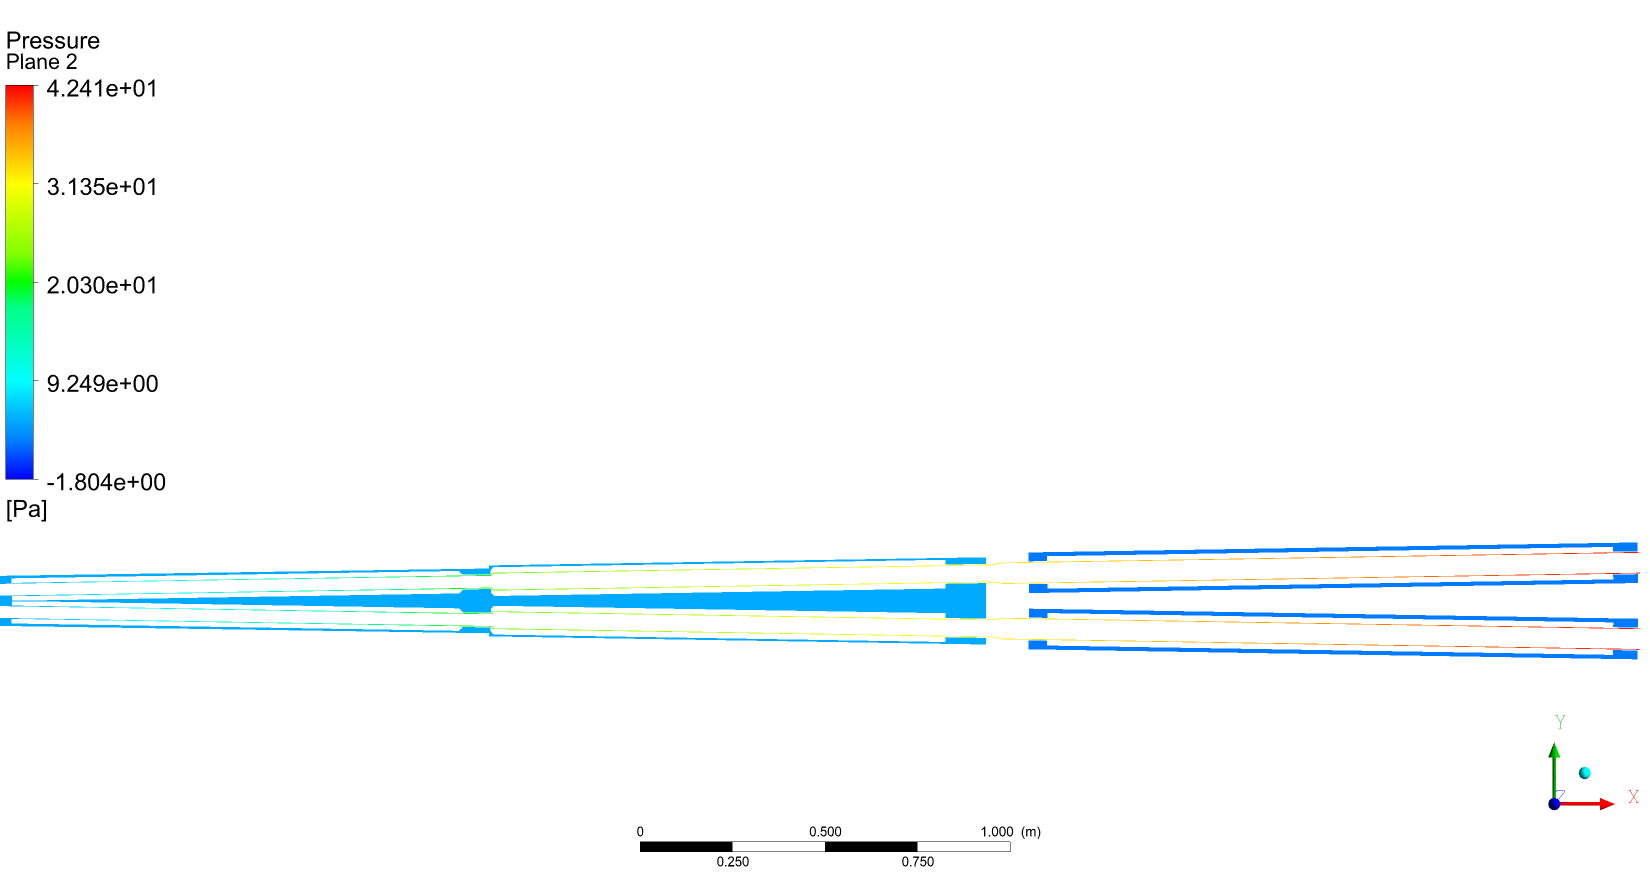 Pressure
Plane 2
4.241e+01
3.135e+01
2.030e+01
9.249e+00
-1.804e+00
[Pa]
Y
Z
X
0 0.500 1.000 (m)
0.250 0.750